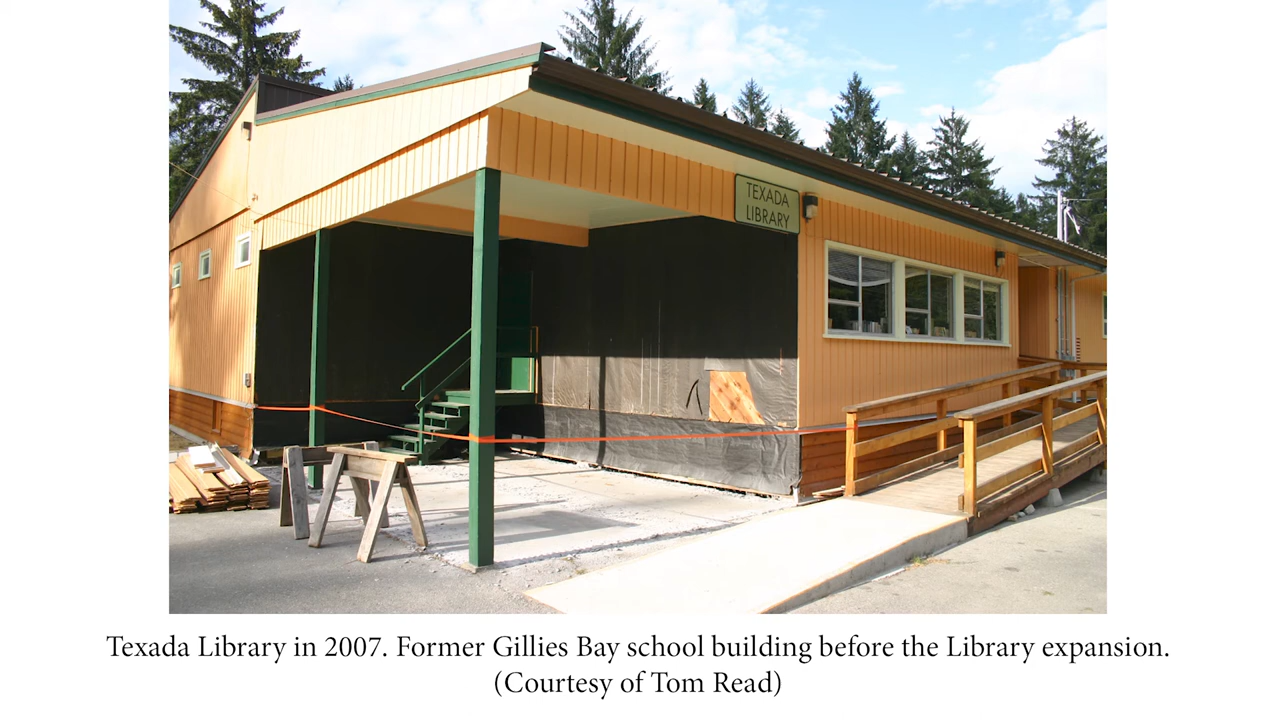 TEXADA
LIBRARY
Texada Library in 2007. Former Gillies Bay school building before the Library expansion.
(Courtesy of Tom Read)